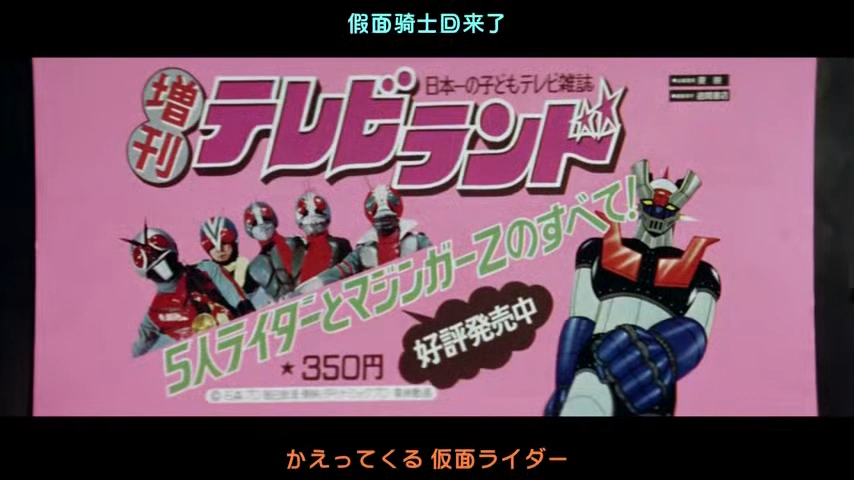 假面骑士回来了
増刊
日本一の子どもテレビ雑誌
テレビランド
5人ライダーとマジンガーZのすべて!
好評発売中
★350円
かえってくる 仮面ライダー